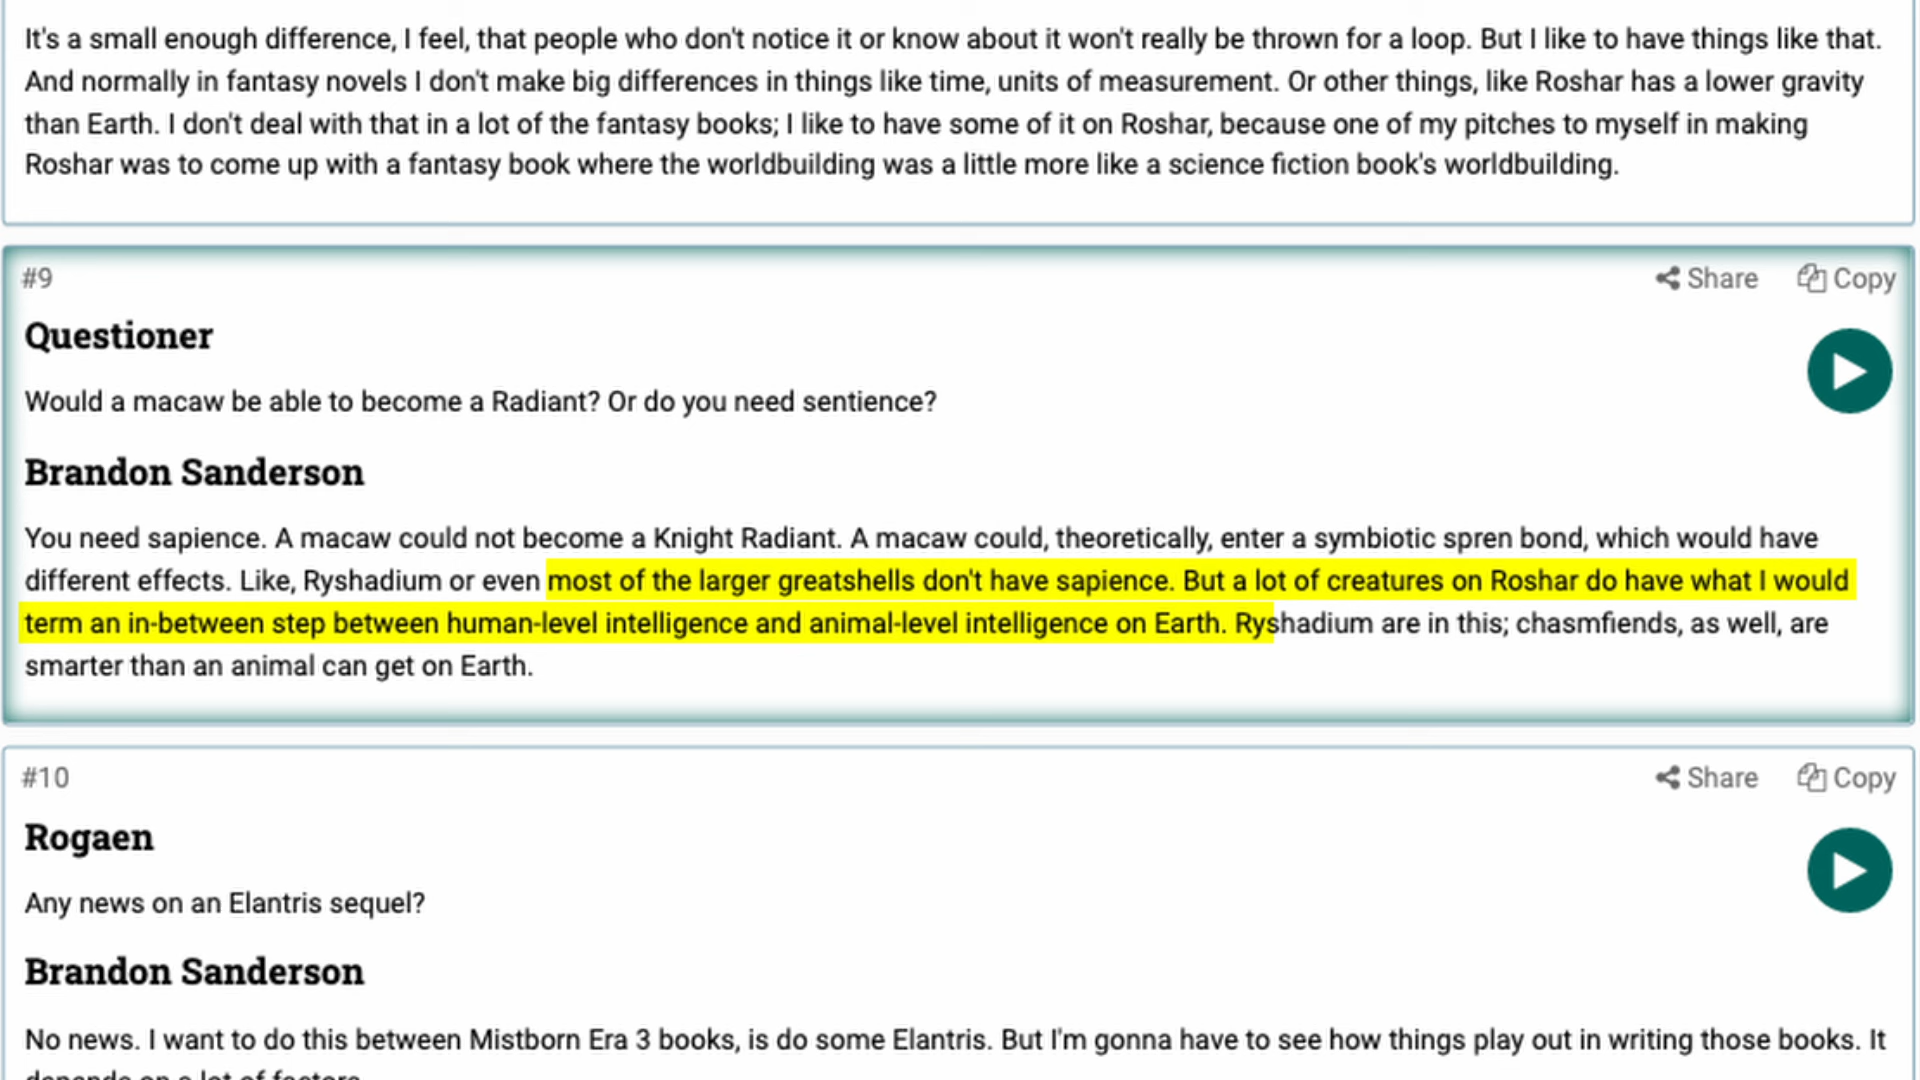 It's a small enough difference, I feel, that people who don't notice it or know about it won't really be thrown for a loop. But I like to have things like that.
And normally in fantasy novels I don't make big differences in things like time, units of measurement. Or other things, like Roshar has a lower gravity
than Earth. I don't deal with that in a lot of the fantasy books; I like to have some of it on Roshar, because one of my pitches to myself in making
Roshar was to come up with a fantasy book where the worldbuilding was a little more like a science fiction book's worldbuilding.
#9
Share
Copy
Questioner
Would a macaw be able to become a Radiant? Or do you need sentience?
Brandon Sanderson
You need sapience. A macaw could not become a Knight Radiant. A macaw could, theoretically, enter a symbiotic spren bond, which would have
different effects. Like, Ryshadium or even most of the larger greatshells don't have sapience. But a lot of creatures on Roshar do have what I would
term an in-between step between human-level intelligence and animal-level intelligence on Earth. Ryshadium are in this; chasmfiends, as well, are
smarter than an animal can get on Earth.
#10
Share
Copy
Rogaen
Any news on an Elantris sequel?
Brandon Sanderson
No news. I want to do this between Mistborn Era 3 books, is do some Elantris. But I'm gonna have to see how things play out in writing those books. It
depends on a lot of factors.